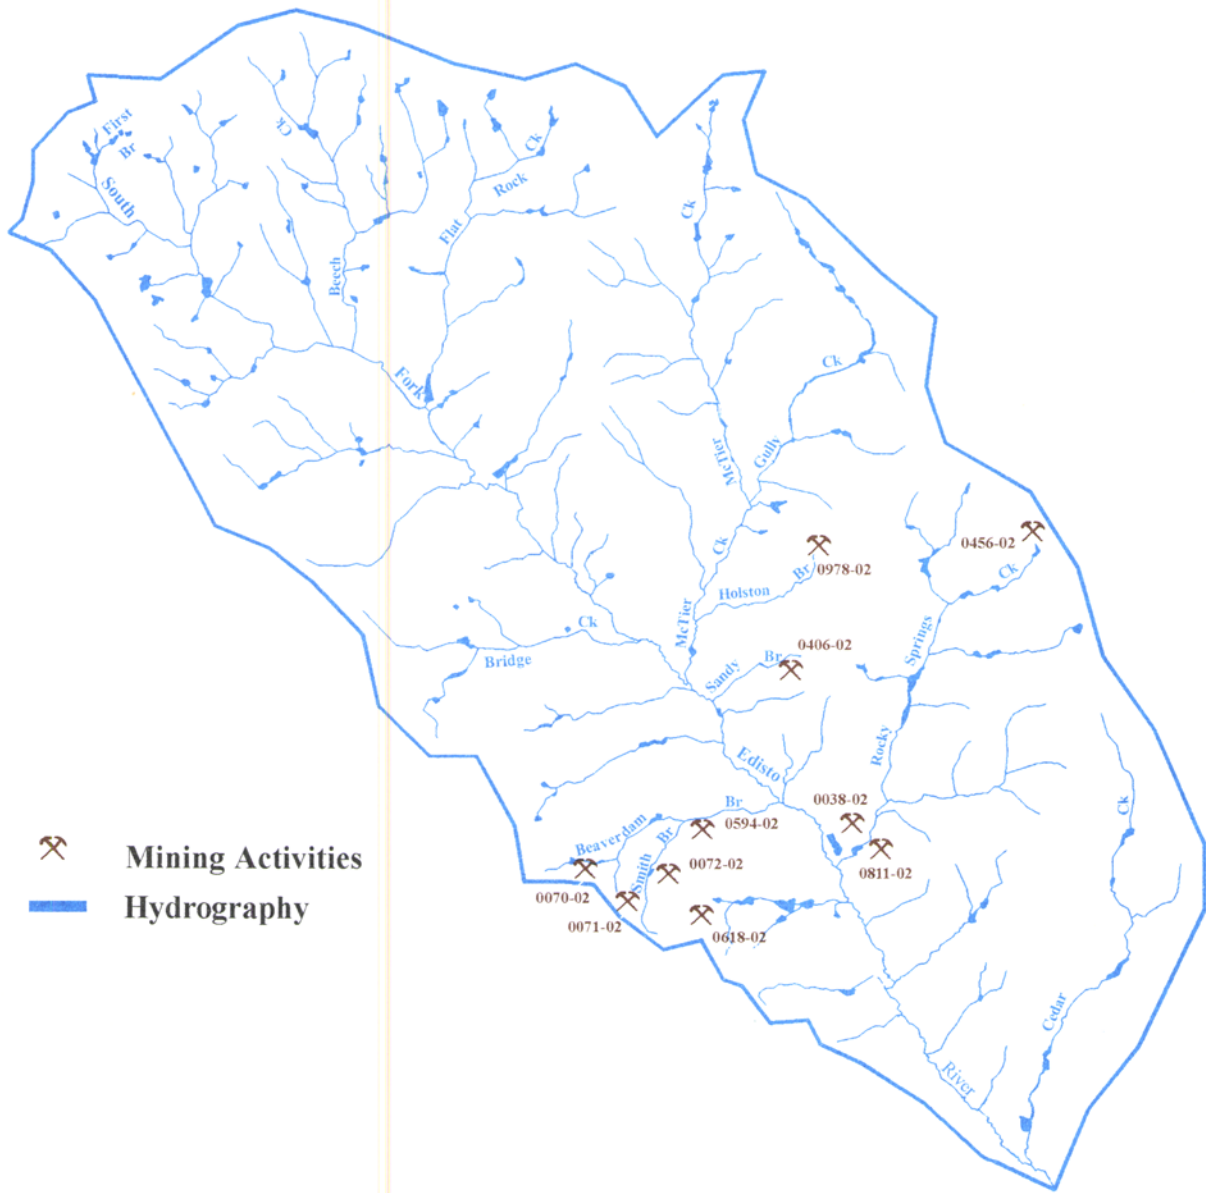 First
Br
South
Ck
Beech
Flat
Rock
Ck
Fork
Ck
Ck
McTier
Gully
Ck
0978-02
Holston
Br
0456-02
Ck
McTier
Bridge
Ck
Sandy
Br
0406-02
Springs
Rocky
Edisto
Br
Beaverdam
Br
Smith
0594-02
0072-02
0038-02
0811-02
0070-02
0071-02
0618-02
Ck
Cedar
River
Mining Activities
Hydrography